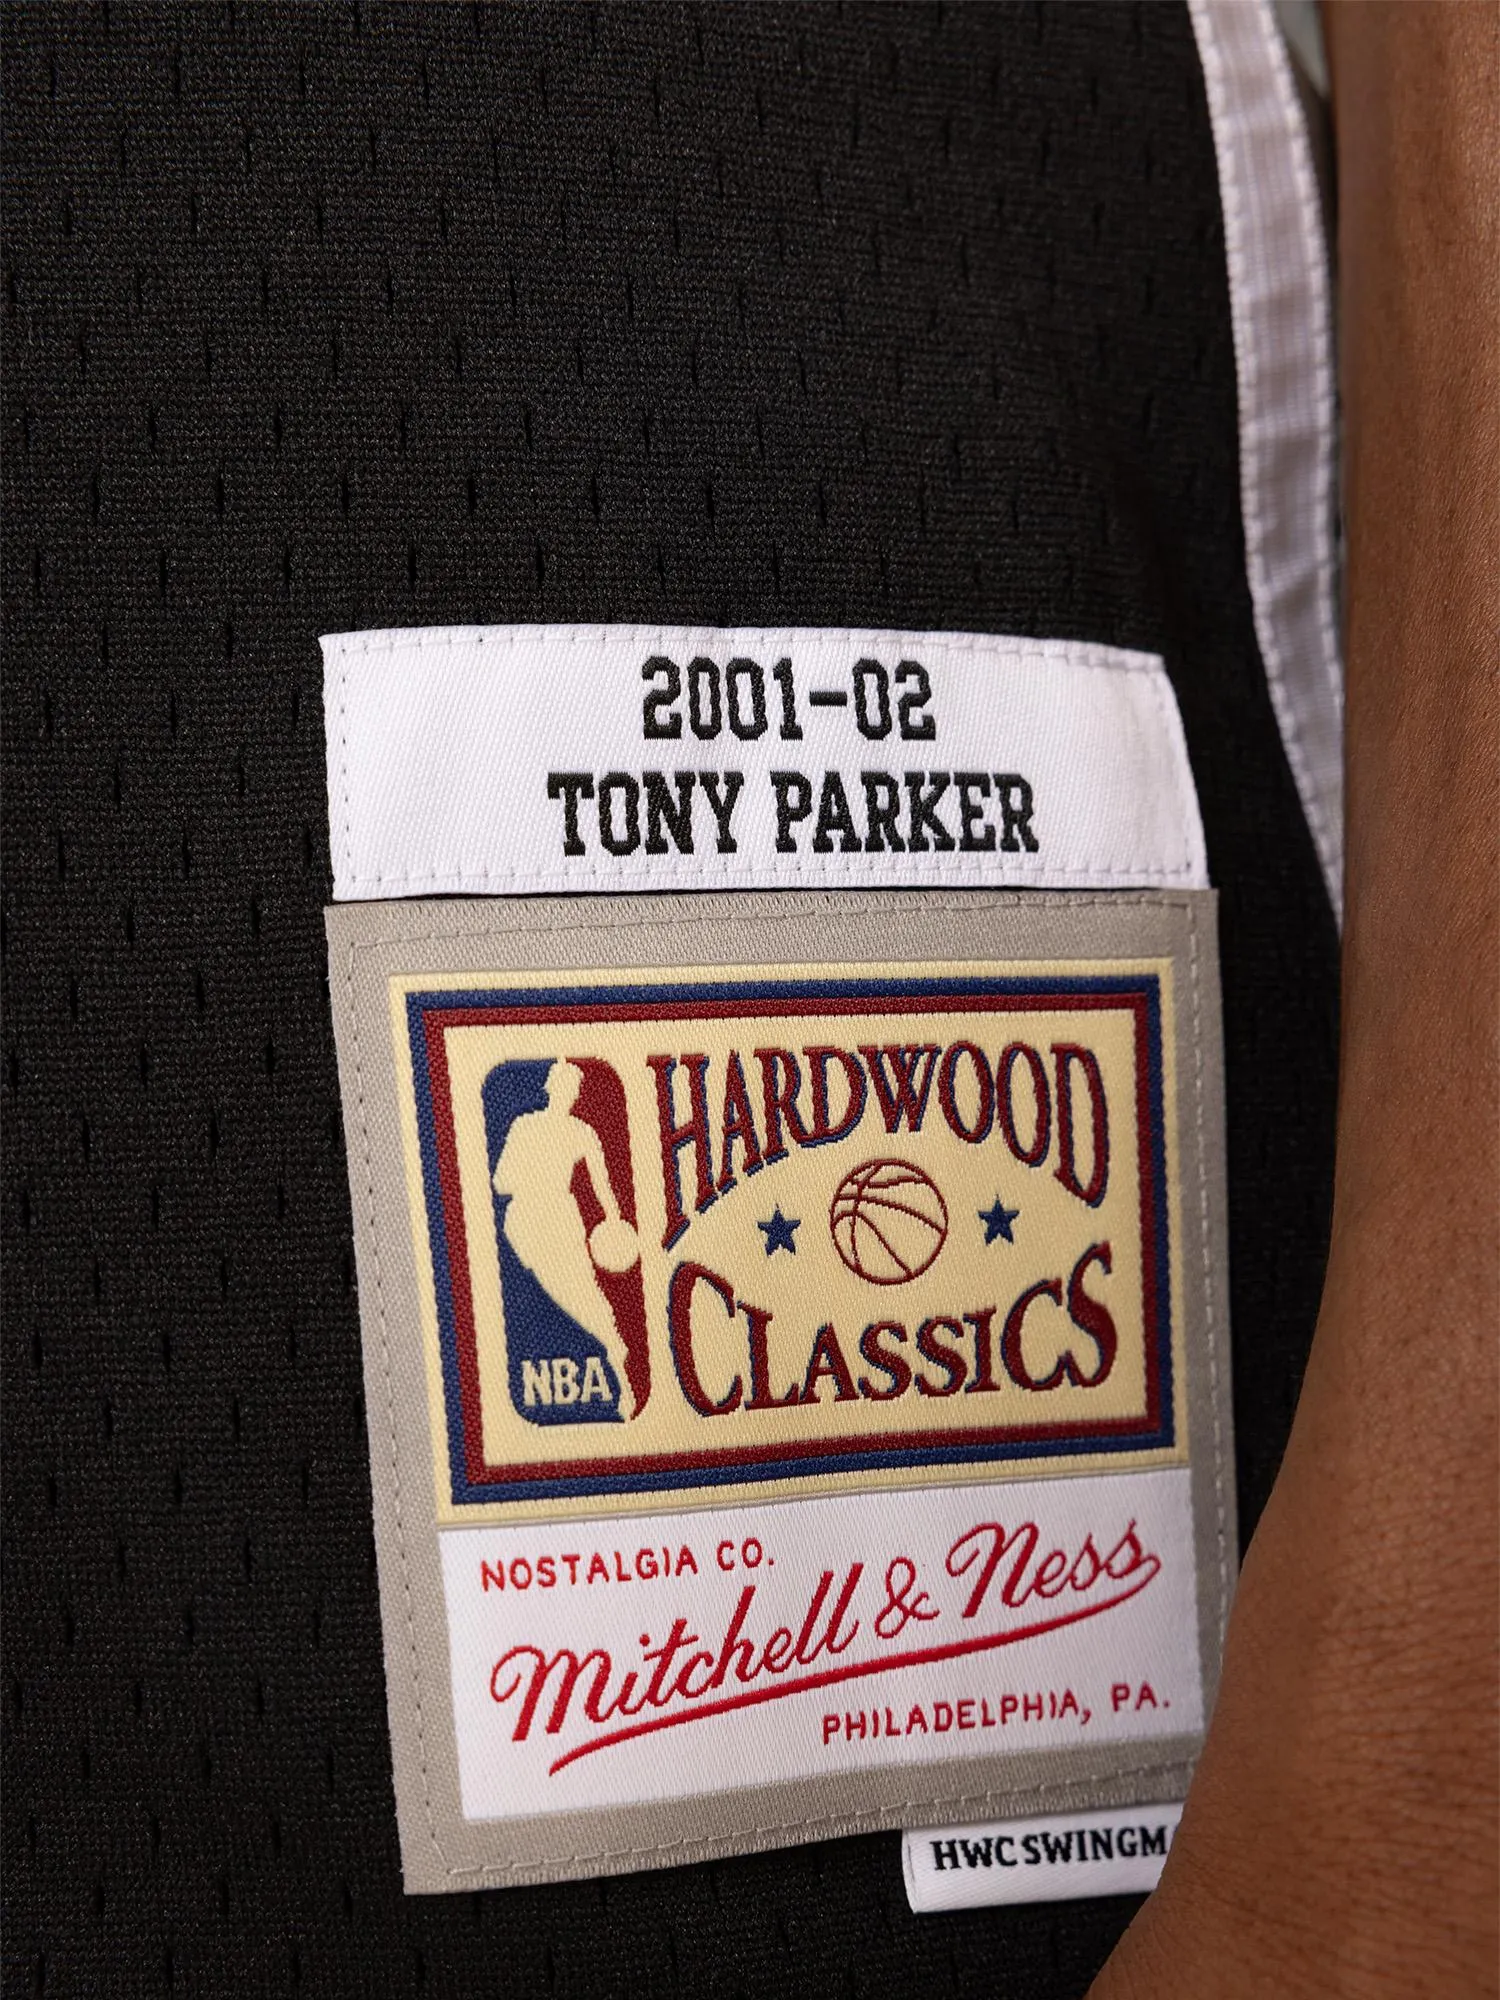 2001-02
TONY PARKER
HARDWOOD
CLASSICS
NBA
NOSTALGIA CO.
Mitchell & Ness
PHILADELPHIA, PA.
HWC SWINGM